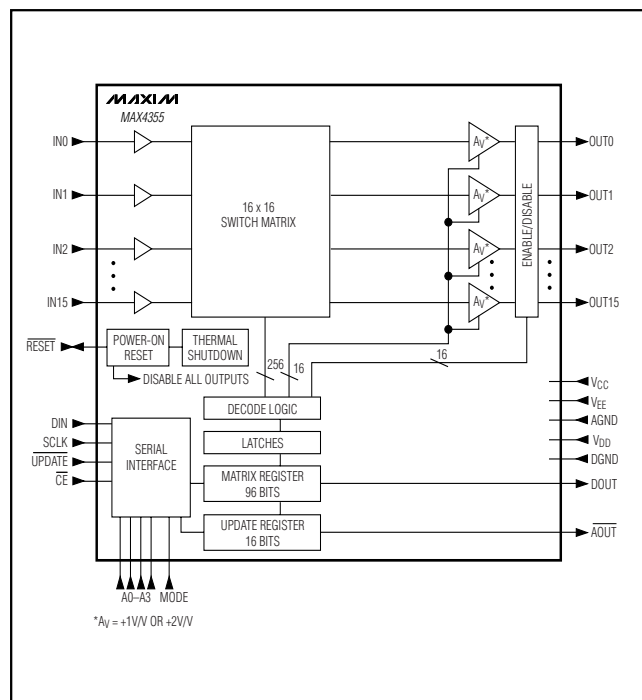 MAXIM
MAX4355
IN0
IN1
IN2
IN15
16 x 16
SWITCH MATRIX
AV*
AV*
AV*
AV*
ENABLE/DISABLE
OUT0
OUT1
OUT2
OUT15
RESET
POWER-ON
RESET
THERMAL
SHUTDOWN
DISABLE ALL OUTPUTS
256
16
16
DECODE LOGIC
LATCHES
MATRIX REGISTER
96 BITS
UPDATE REGISTER
16 BITS
DIN
SCLK
UPDATE
CE
SERIAL
INTERFACE
VCC
VEE
AGND
VDD
DGND
DOUT
AOUT
A0–A3 MODE
*AV = +1V/V OR +2V/V